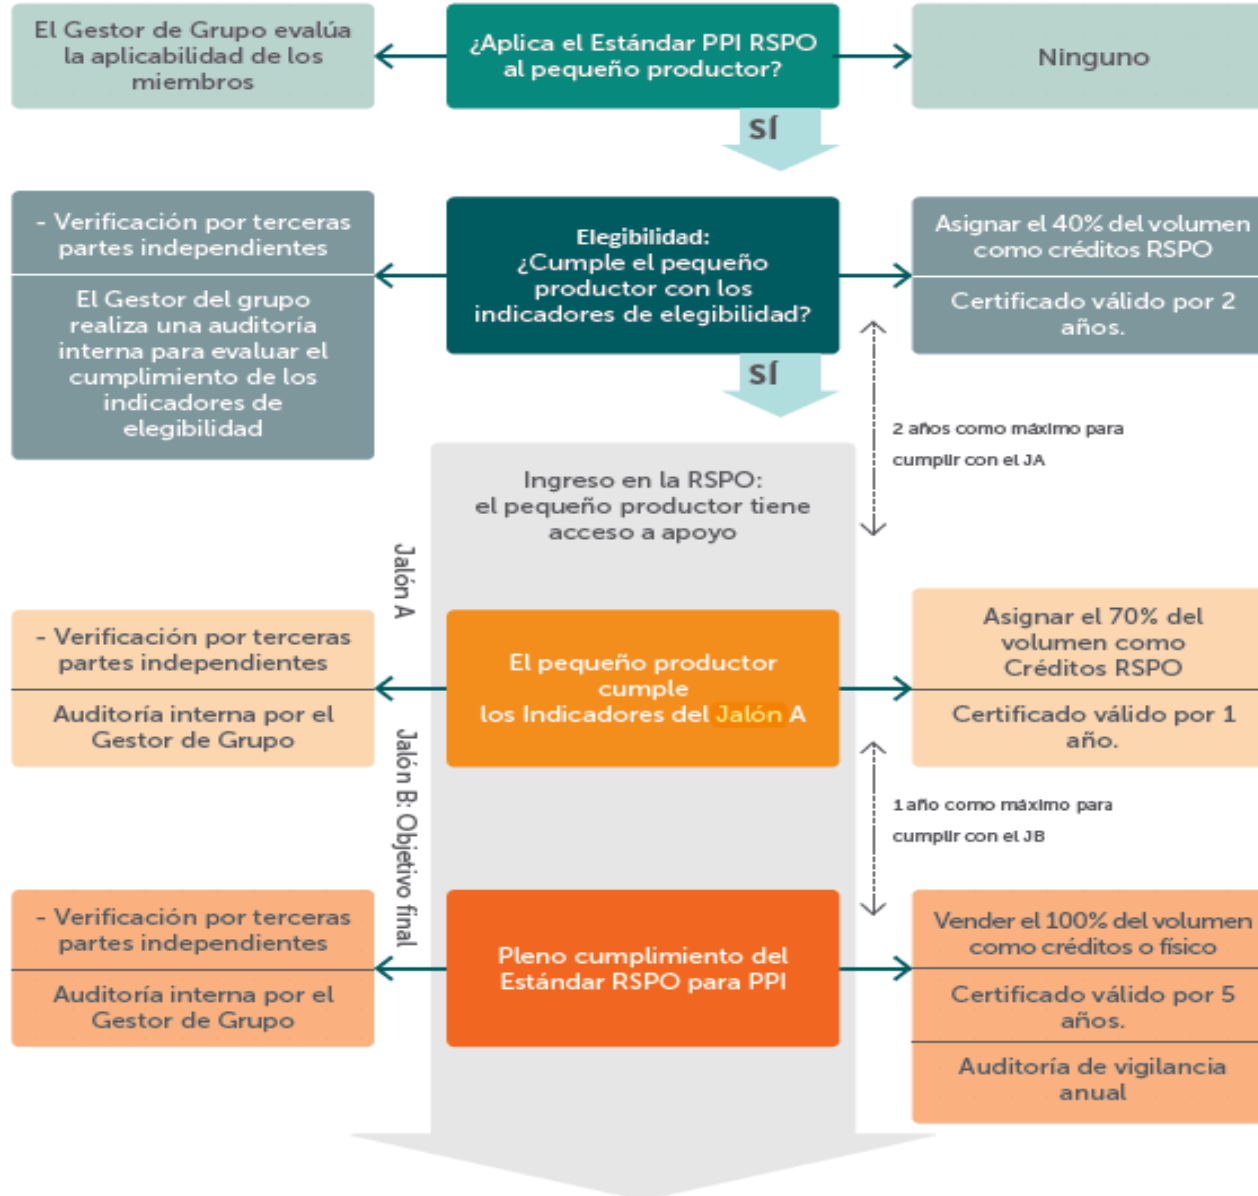 El Gestor de Grupo evalúa
la aplicabilidad de los
miembros
¿Aplica el Estándar PPI RSPO
al pequeño productor?
Ninguno
SÍ
- Verificación por terceras
partes independientes
El Gestor del grupo
realiza una auditoría
interna para evaluar el
cumplimiento de los
indicadores de
elegibilidad
Elegibilidad:
¿Cumple el pequeño
productor con los
indicadores de elegibilidad?
Asignar el 40% del volumen
como créditos RSPO
Certificado válido por 2
años.
SÍ
2 años como máximo para
cumplir con el JA
Ingreso en la RSPO:
el pequeño productor tiene
acceso a apoyo
Jalón A
- Verificación por terceras
partes independientes
Auditoría interna por el
Gestor de Grupo
El pequeño productor
cumple
los Indicadores del Jalón A
Asignar el 70% del
volumen como
Créditos RSPO
Certificado válido por 1
año.
Jalón B: Objetivo final
1 año como máximo para
cumplir con el JB
- Verificación por terceras
partes independientes
Auditoría interna por el
Gestor de Grupo
Pleno cumplimiento del
Estándar RSPO para PPI
Vender el 100% del volumen
como créditos o físico
Certificado válido por 5
años.
Auditoría de vigilancia
anual